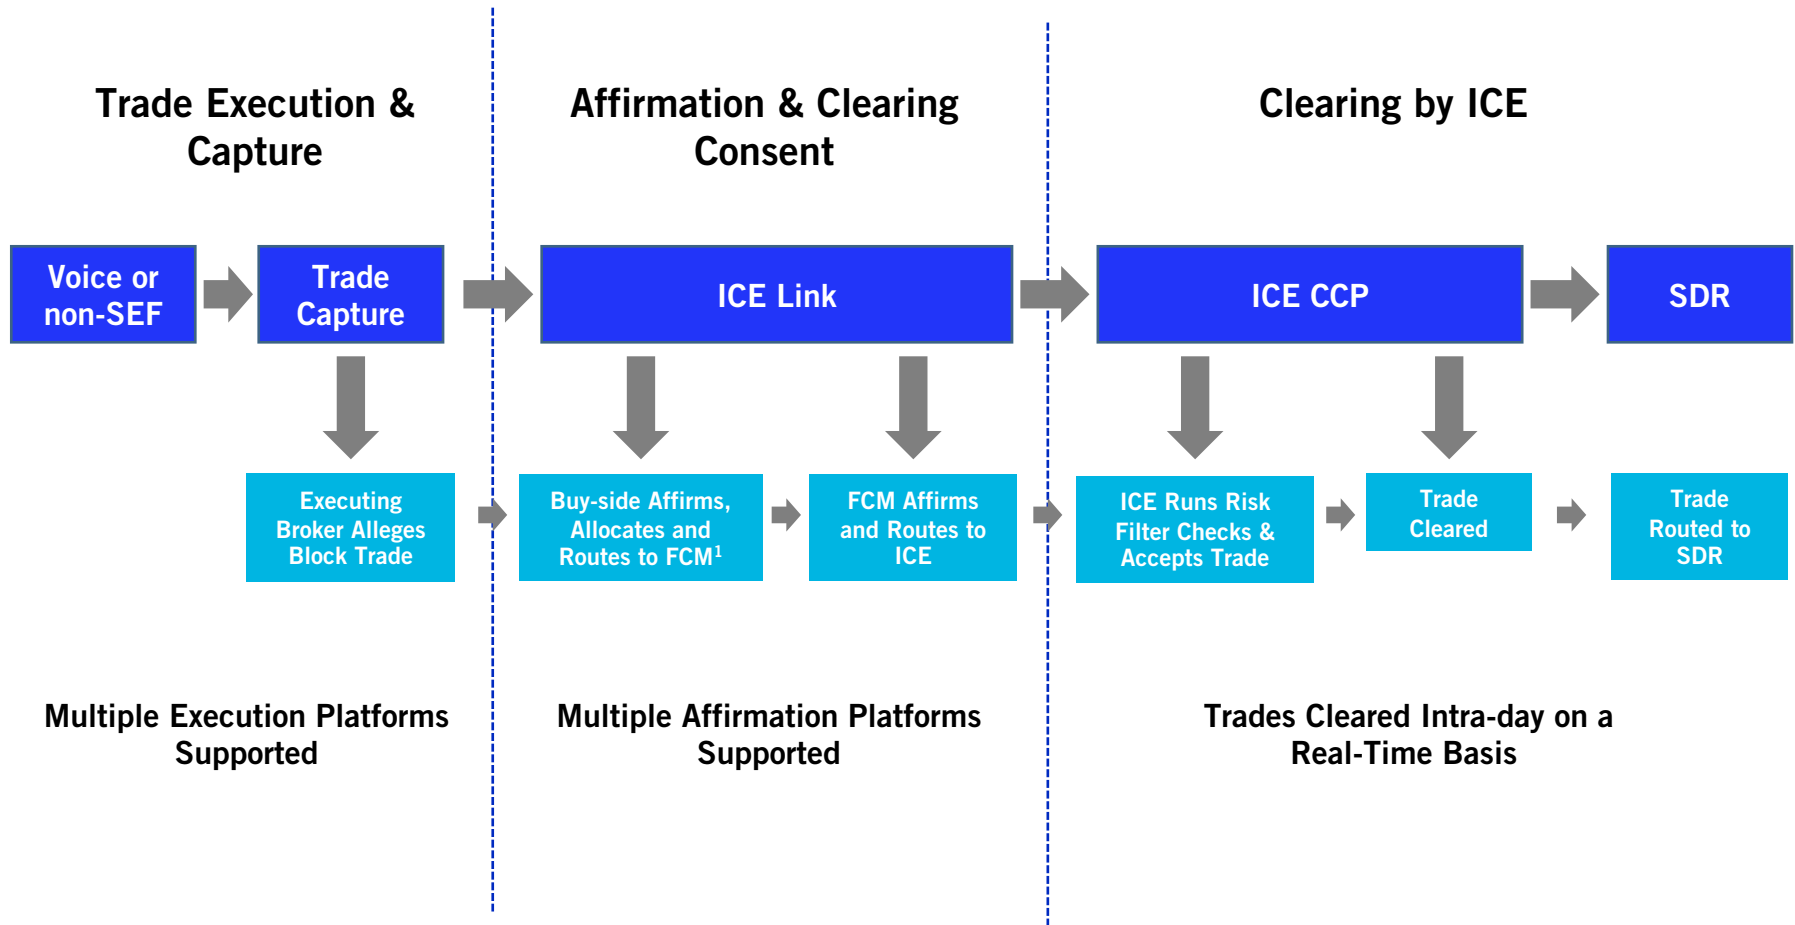 Trade Execution &
Capture
Affirmation & Clearing
Consent
Clearing by ICE
Voice or
non-SEF
Trade
Capture
ICE Link
ICE CCP
SDR
Executing
Broker Alleges
Block Trade
Buy-side Affirms,
Allocates and
Routes to FCM¹
FCM Affirms
and Routes to
ICE
ICE Runs Risk
Filter Checks &
Accepts Trade
Trade
Cleared
Trade
Routed to
SDR
Multiple Execution Platforms
Supported
Multiple Affirmation Platforms
Supported
Trades Cleared Intra-day on a
Real-Time Basis